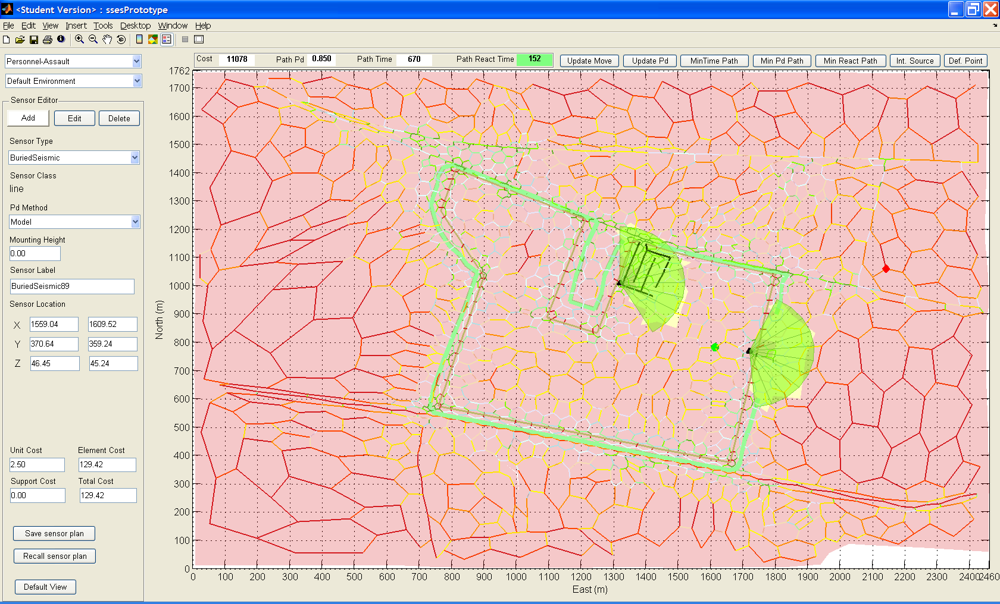 <Student Version> : ssesPrototype
File Edit View Insert Tools Desktop Window Help
Personnel-Assault
Default Environment
Sensor Editor
Add Edit Delete
Sensor Type
BuriedSeismic
Sensor Class
line
Pd Method
Model
Mounting Height
0.00
Sensor Label
BuriedSeismic89
Sensor Location
X 1559.04 1609.52
Y 370.64 359.24
Z 46.45 45.24
Unit Cost Element Cost
2.50 129.42
Support Cost Total Cost
0.00 129.42
Save sensor plan
Recall sensor plan
Default View
Cost 11078 Path Pd 0.850 Path Time 670 Path React Time 152
Update Move Update Pd MinTime Path Min Pd Path Min React Path Int. Source Def. Point
1762
1700
1600
1500
1400
1300
1200
1100
1000
900
800
700
600
500
400
300
200
100
0
North (m)
0 100 200 300 400 500 600 700 800 900 1000 1100 1200 1300 1400 1500 1600 1700 1800 1900 2000 2100 2200 2300 2400 2460
East (m)